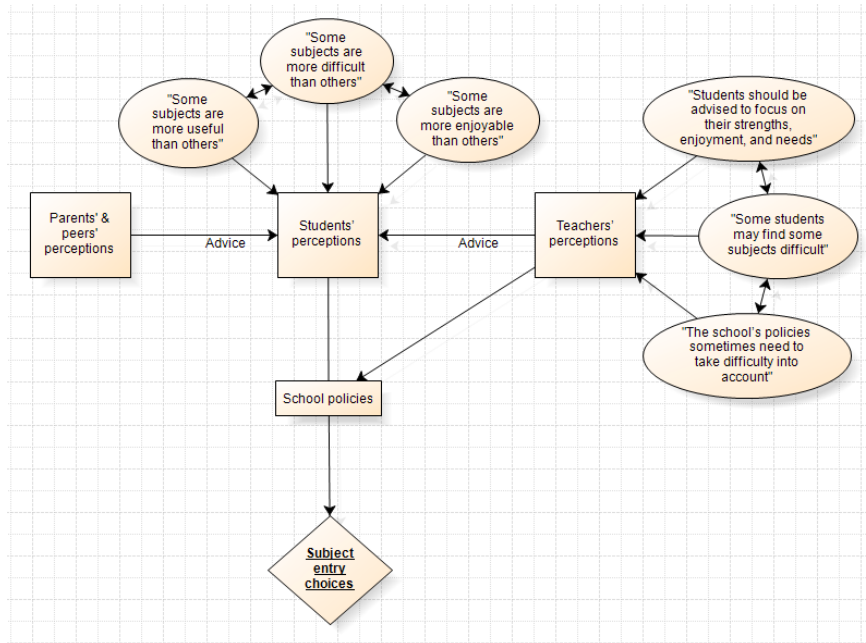 "Some
subjects are
more difficult
than others"
"Some
subjects are
more useful
than others"
"Some
subjects are
more enjoyable
than others"
"Students should be
advised to focus on
their strengths,
enjoyment, and needs"
Parents' &
peers'
perceptions
Advice
Students'
perceptions
Advice
Teachers'
perceptions
"Some students
may find some
subjects difficult"
"The school's policies
sometimes need to
take difficulty into
account"
School policies
Subject
entry
choices